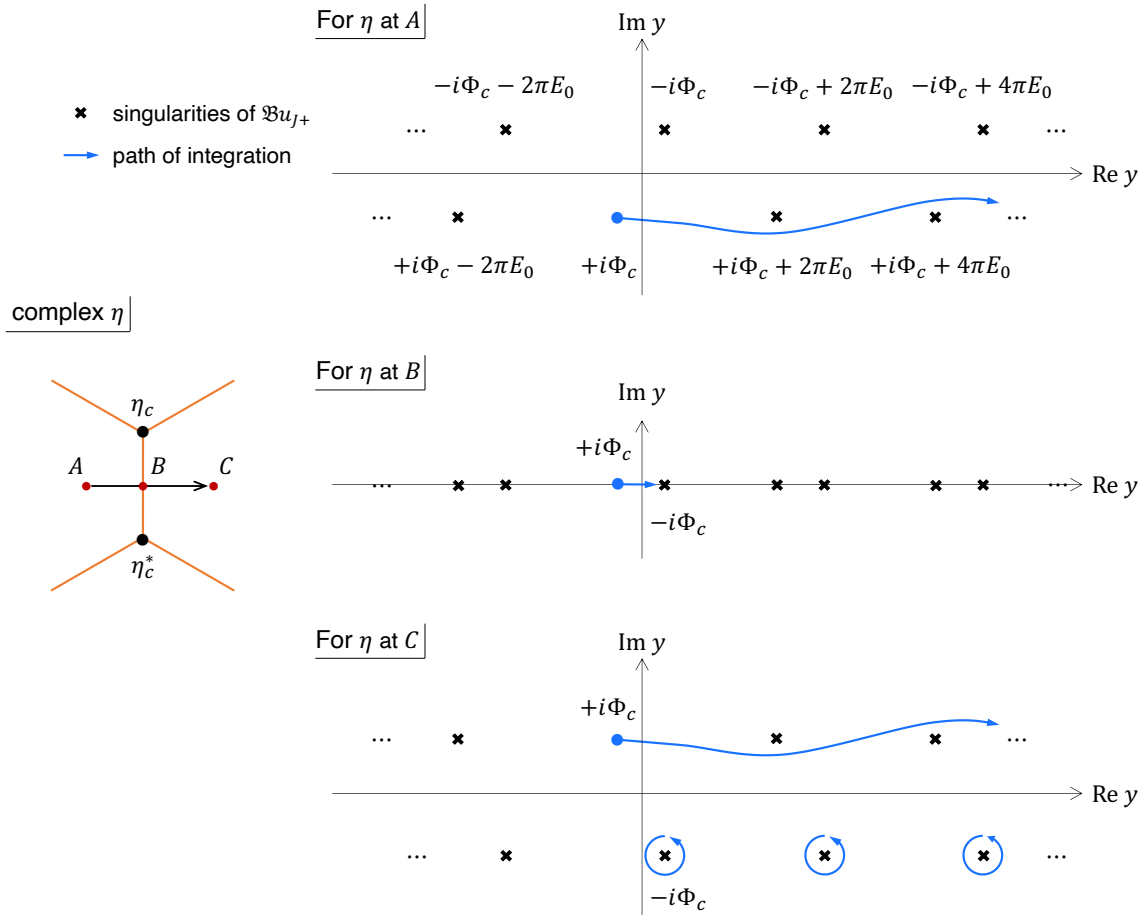 For η at A
Im y
−iΦ_c − 2πE_0
−iΦ_c
−iΦ_c + 2πE_0
−iΦ_c + 4πE_0
singularities of 𝔅u_{J+}
...
...
path of integration
Re y
...
...
+iΦ_c − 2πE_0
+iΦ_c
+iΦ_c + 2πE_0
+iΦ_c + 4πE_0
complex η
For η at B
Im y
η_c
+iΦ_c
A
B
C
...
...
Re y
−iΦ_c
η_c^*
For η at C
Im y
+iΦ_c
...
...
Re y
...
...
−iΦ_c